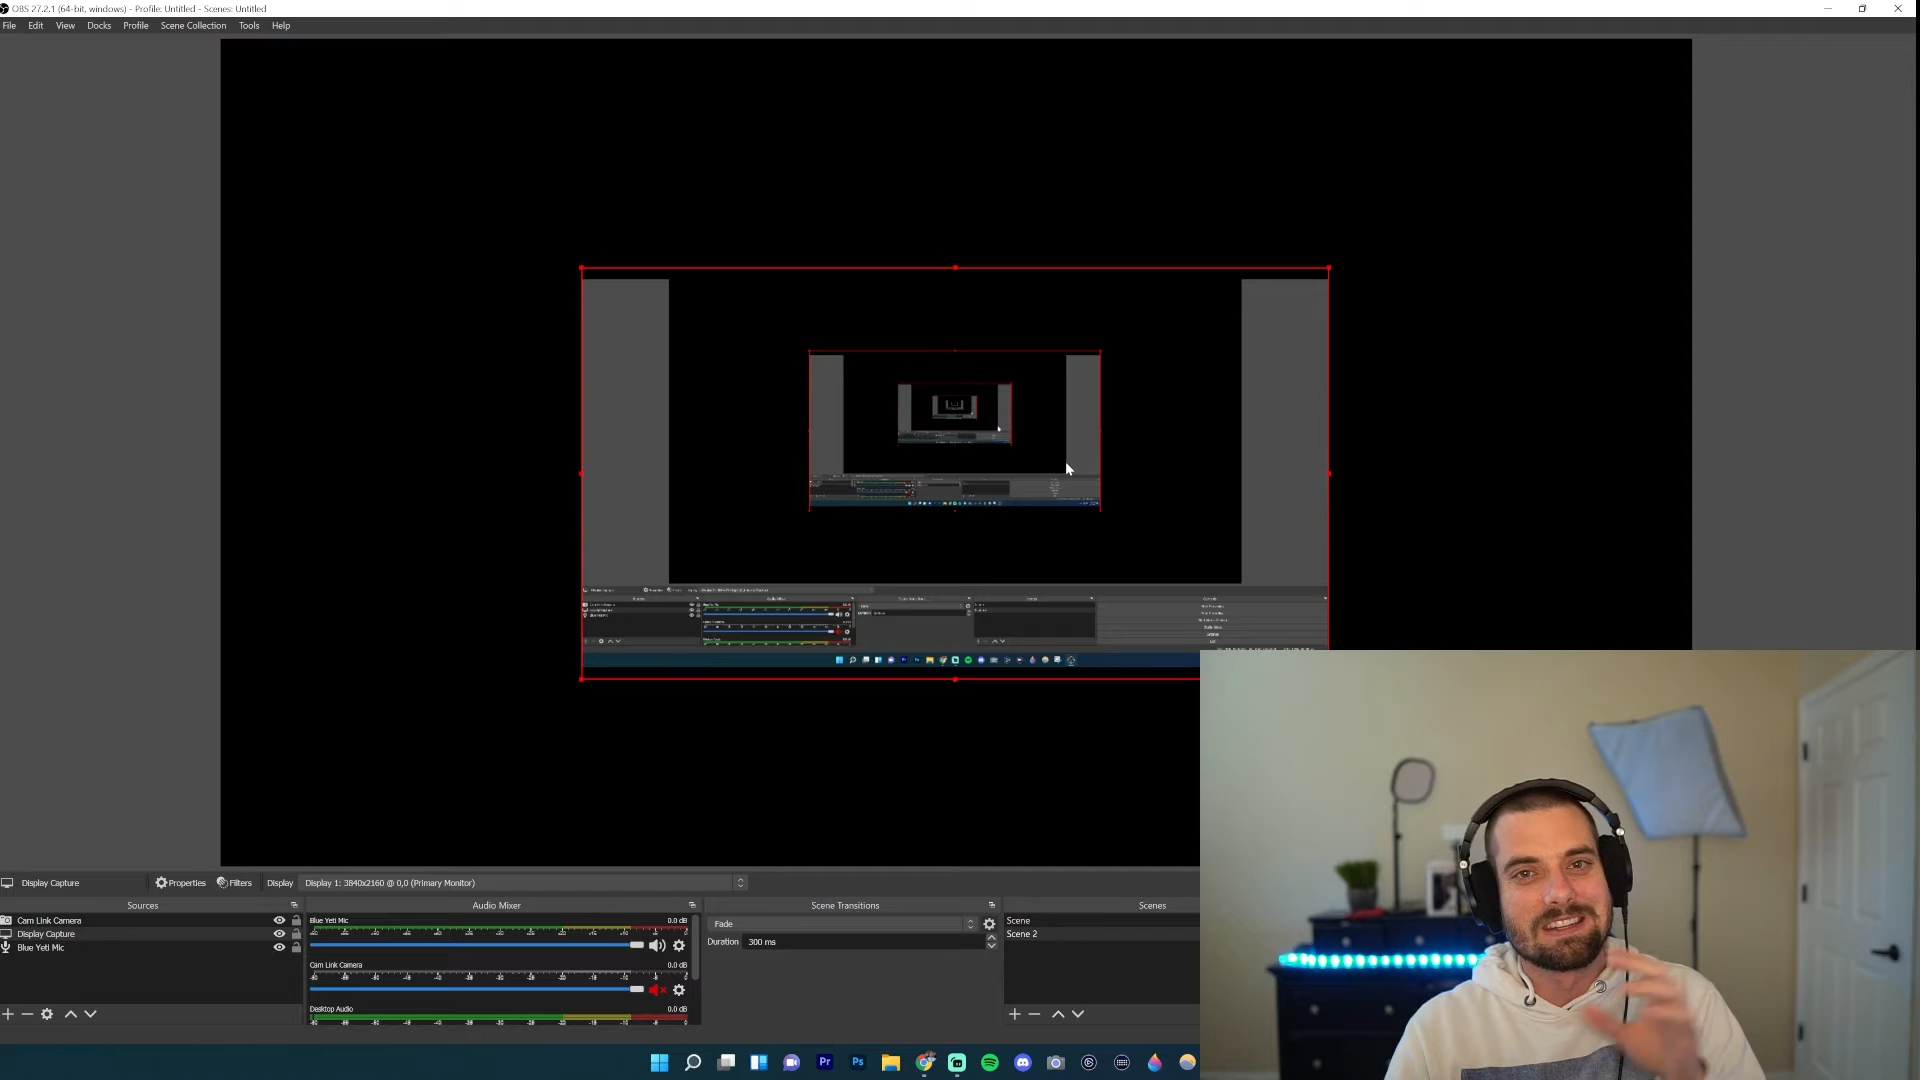 OBS 27.2.1 (64-bit, windows) - Profile: Untitled - Scenes: Untitled
File Edit View Docks Profile Scene Collection Tools Help
Display Capture Properties Filters Display Display 1: 3840x2160 @ 0,0 (Primary Monitor)
Sources Audio Mixer Scene Transitions Scenes
Cam Link Camera
Display Capture
Blue Yeti Mic
Blue Yeti Mic 0.0 dB
Cam Link Camera 0.0 dB
Desktop Audio 0.0 dB
Fade
Duration 300 ms
Scene
Scene 2
Pr Ps